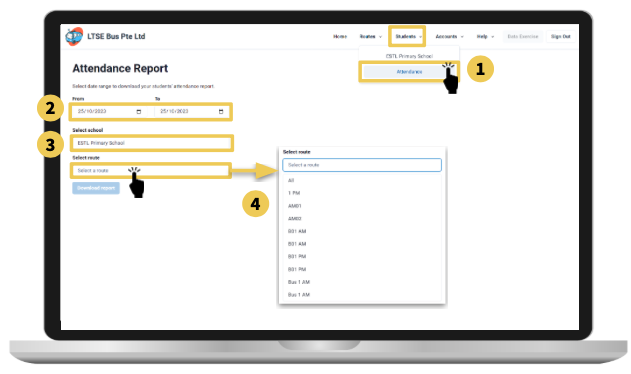 LTSE Bus Pte Ltd
Home Routes Students Accounts Help Data Exercise Sign Out
ESTL Primary School
Attendance
1
Attendance Report
Select date range to download your students' attendance report.
From To
2
25/10/2023 25/10/2023
Select school
3
ESTL Primary School
Select route
Select a route
Download report
4
Select route
Select a route
All
1 PM
AM01
AM02
B01 AM
B01 AM
B01 PM
B01 PM
Bus 1 AM
Bus 1 AM